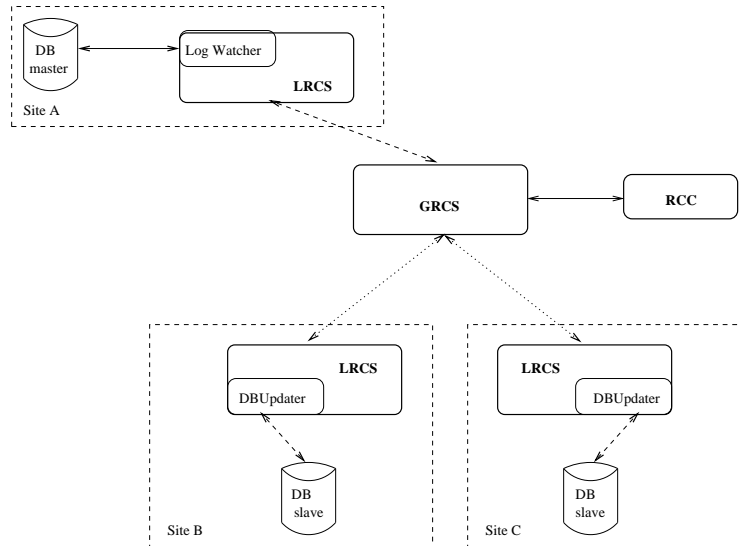 DB
master
Log Watcher
LRCS
Site A
GRCS
RCC
LRCS
DBUpdater
DB
slave
Site B
LRCS
DBUpdater
DB
slave
Site C